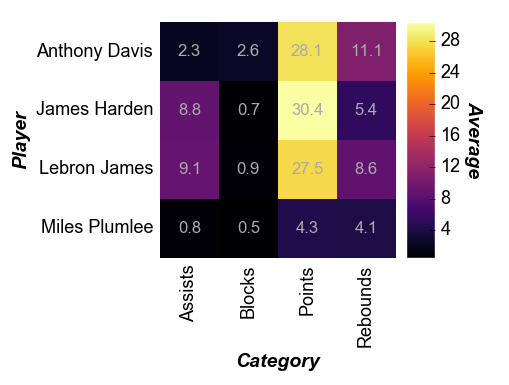 Anthony Davis 2.3 2.6 28.1 11.1
James Harden 8.8 0.7 30.4 5.4
Lebron James 9.1 0.9 27.5 8.6
Miles Plumlee 0.8 0.5 4.3 4.1
Player
Assists
Blocks
Points
Rebounds
Category
28
24
20
16
12
8
4
Average